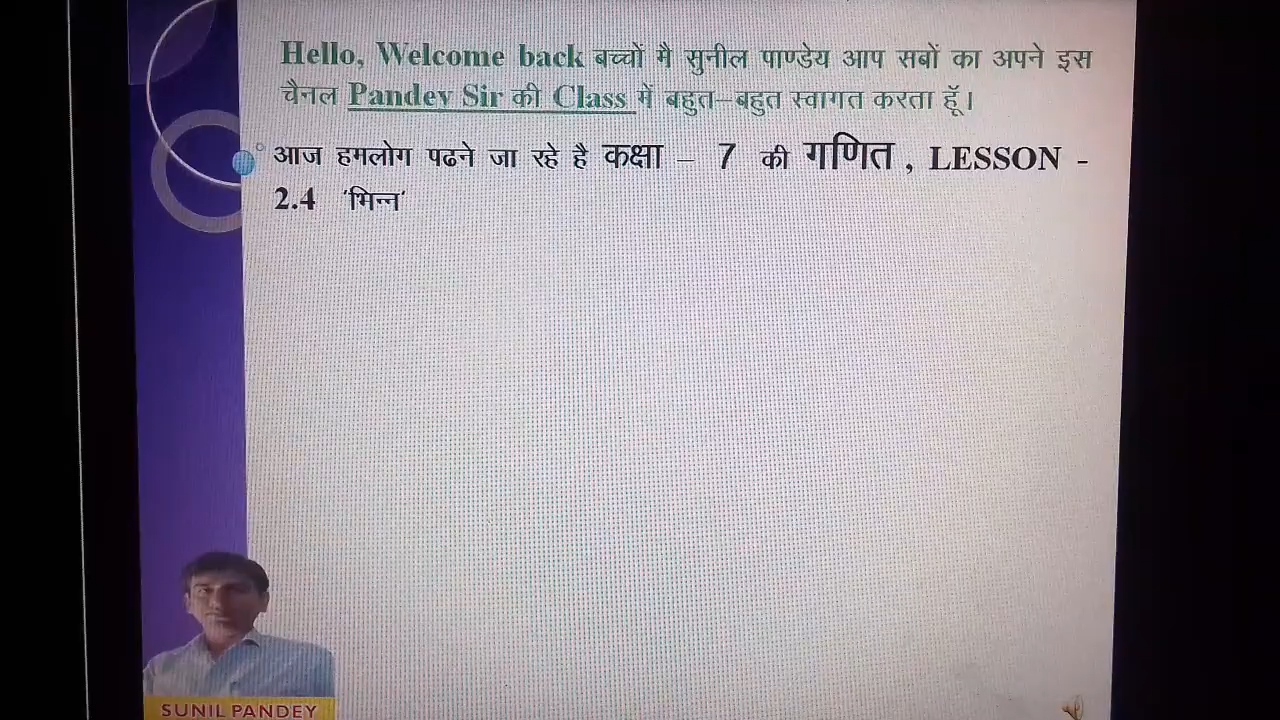 Hello, Welcome back बच्चों मै सुनील पाण्डेय आप सबों का अपने इस
चैनल Pandey Sir की Class में बहुत–बहुत स्वागत करता हूॅं।
आज हमलोग पढने जा रहे है कक्षा – 7 की गणित , LESSON -
2.4 'भिन्न'
SUNIL PANDEY